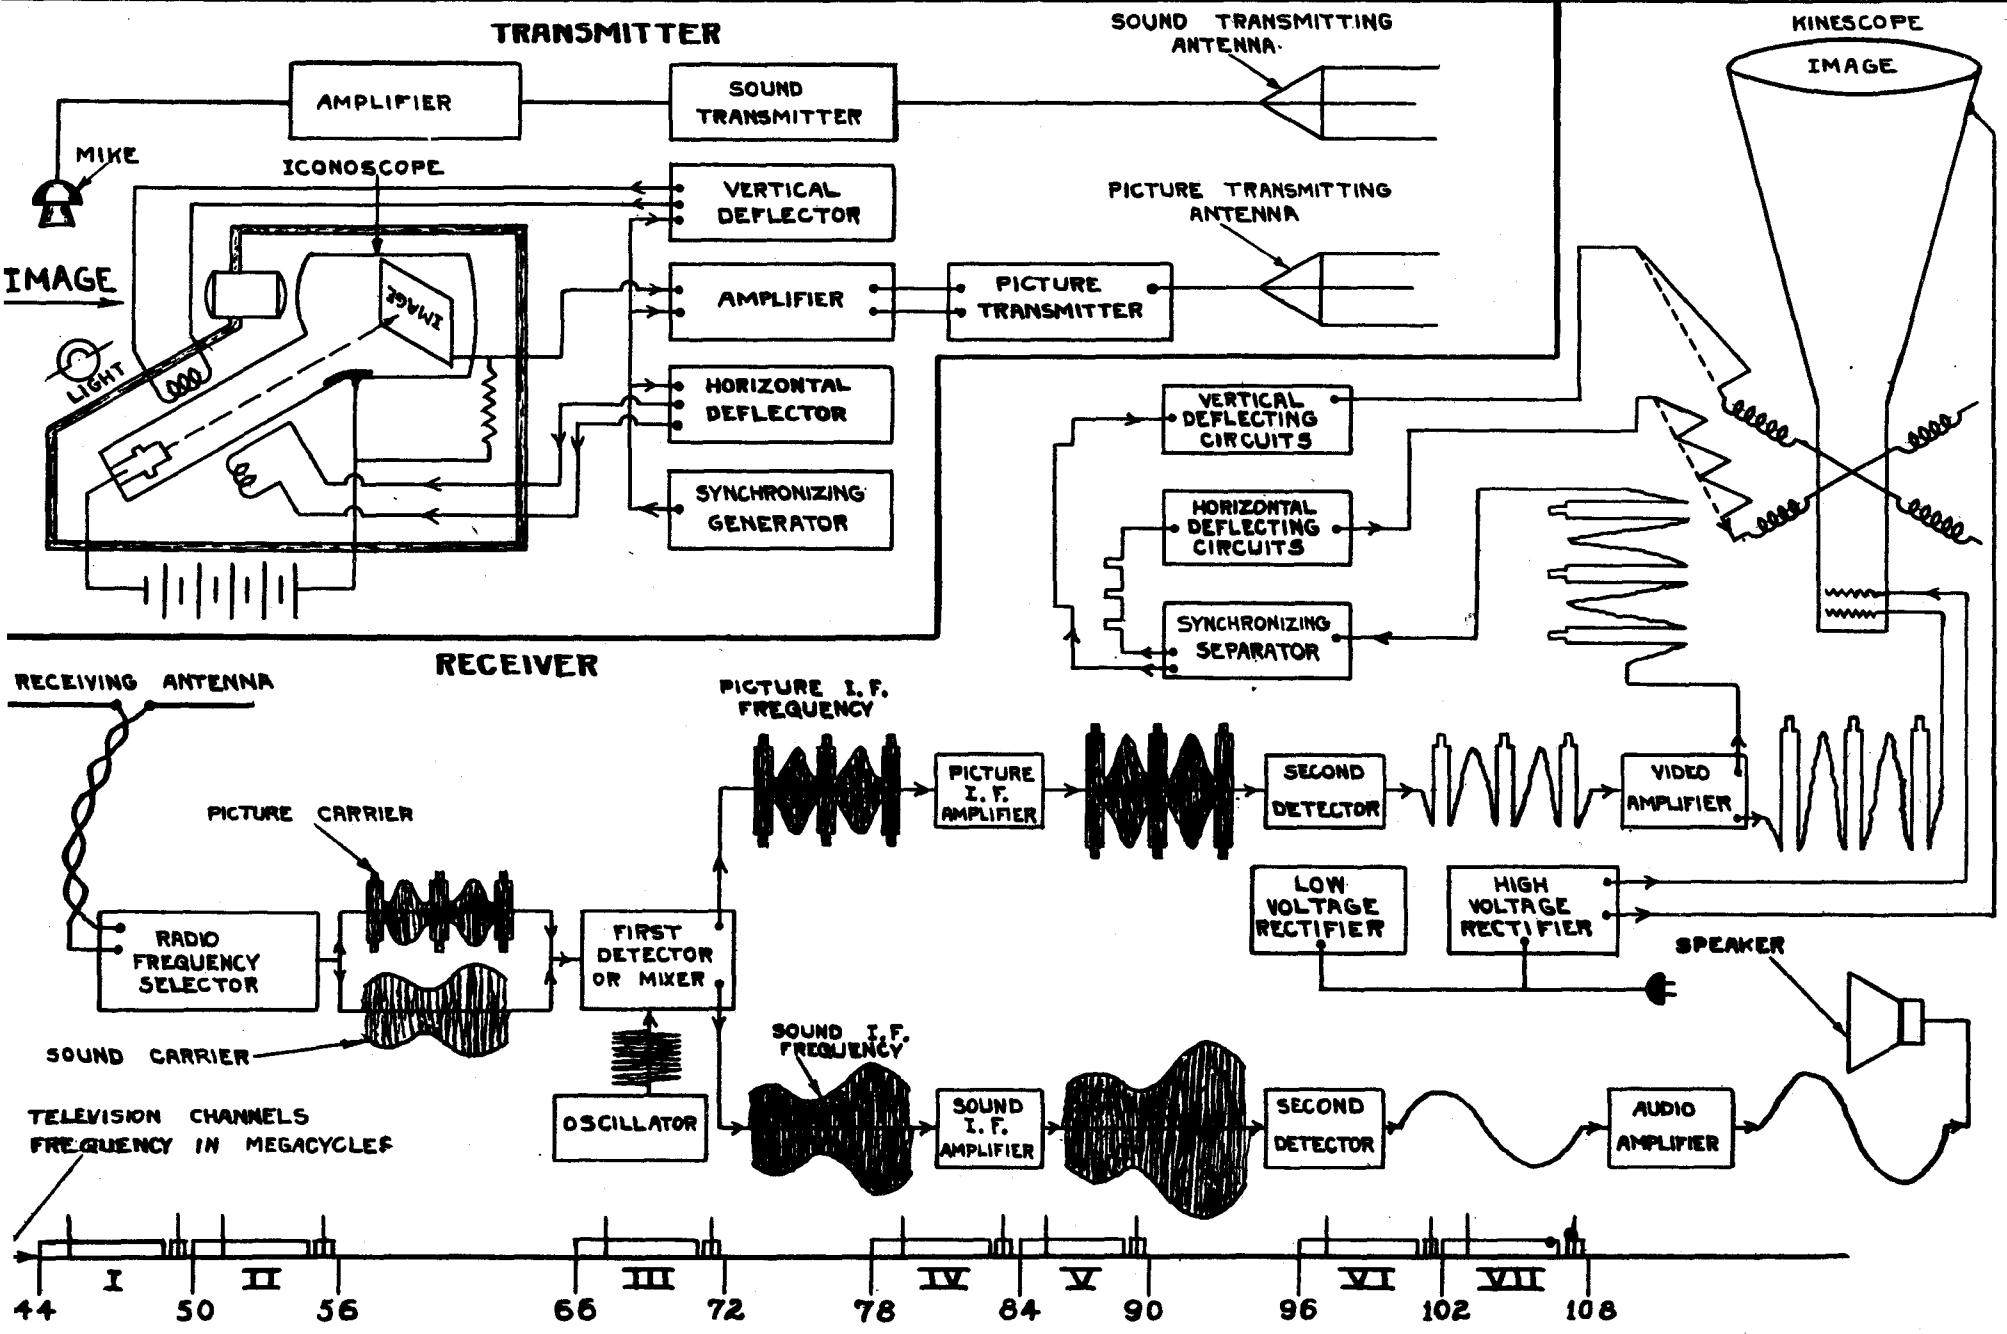 TRANSMITTER
SOUND TRANSMITTING
ANTENNA.
KINESCOPE
IMAGE
AMPLIFIER
SOUND
TRANSMITTER
MIKE
ICONOSCOPE
VERTICAL
DEFLECTOR
PICTURE TRANSMITTING
ANTENNA
IMAGE
IMAGE
AMPLIFIER
PICTURE
TRANSMITTER
LIGHT
HORIZONTAL
DEFLECTOR
VERTICAL
DEFLECTING
CIRCUITS
SYNCHRONIZING
GENERATOR
HORIZONTAL
DEFLECTING
CIRCUITS
SYNCHRONIZING
SEPARATOR
RECEIVER
RECEIVING ANTENNA
PICTURE I.F.
FREQUENCY
PICTURE
I.F.
AMPLIFIER
SECOND
DETECTOR
VIDEO
AMPLIFIER
PICTURE CARRIER
LOW
VOLTAGE
RECTIFIER
HIGH
VOLTAGE
RECTIFIER
RADIO
FREQUENCY
SELECTOR
FIRST
DETECTOR
OR MIXER
SPEAKER
SOUND CARRIER
SOUND I.F.
FREQUENCY
OSCILLATOR
SOUND
I.F.
AMPLIFIER
SECOND
DETECTOR
AUDIO
AMPLIFIER
TELEVISION CHANNELS
FREQUENCY IN MEGACYCLES
I II III IV V VI VII
44 50 56 66 72 78 84 90 96 102 108